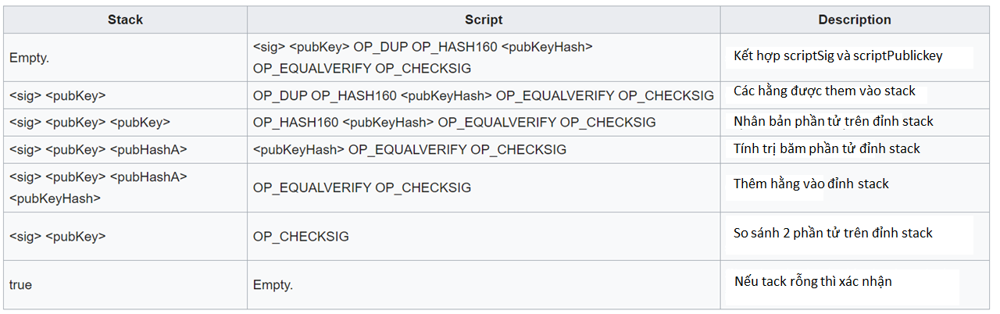 Stack Script Description
Empty. <sig> <pubKey> OP_DUP OP_HASH160 <pubKeyHash>
OP_EQUALVERIFY OP_CHECKSIG Kết hợp scriptSig và scriptPublickey
<sig> <pubKey> OP_DUP OP_HASH160 <pubKeyHash> OP_EQUALVERIFY OP_CHECKSIG Các hằng được them vào stack
<sig> <pubKey> <pubKey> OP_HASH160 <pubKeyHash> OP_EQUALVERIFY OP_CHECKSIG Nhân bản phần tử trên đỉnh stack
<sig> <pubKey> <pubHashA> <pubKeyHash> OP_EQUALVERIFY OP_CHECKSIG Tính trị băm phần tử đỉnh stack
<sig> <pubKey> <pubHashA>
<pubKeyHash> OP_EQUALVERIFY OP_CHECKSIG Thêm hằng vào đỉnh stack
<sig> <pubKey> OP_CHECKSIG So sánh 2 phần tử trên đỉnh stack
true Empty. Nếu tack rỗng thì xác nhận